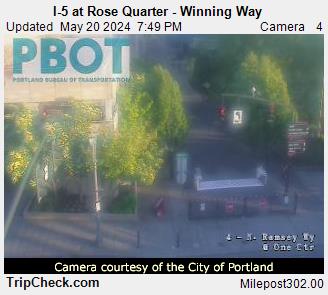 I-5 at Rose Quarter - Winning Way
Updated May 20 2024 7:49 PM Camera 4
PBOT
PORTLAND BUREAU OF TRANSPORTATION
4 - N. Ramsey Wy
@ One Ctr
Camera courtesy of the City of Portland
TripCheck.com Milepost302.00